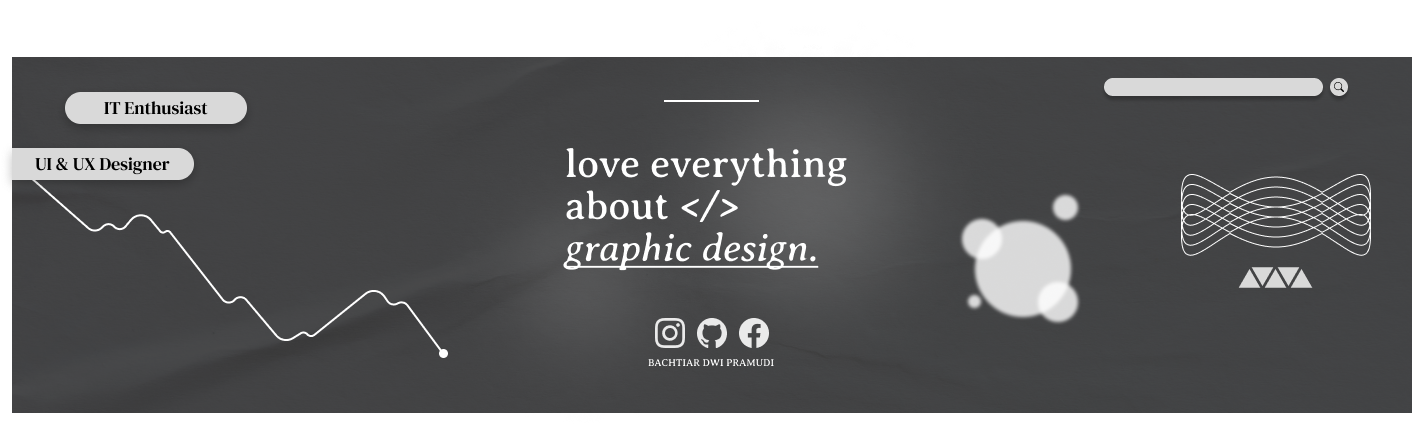 IT Enthusiast
UI & UX Designer
love everything
about </>
graphic design.
BACHTIAR DWI PRAMUDI